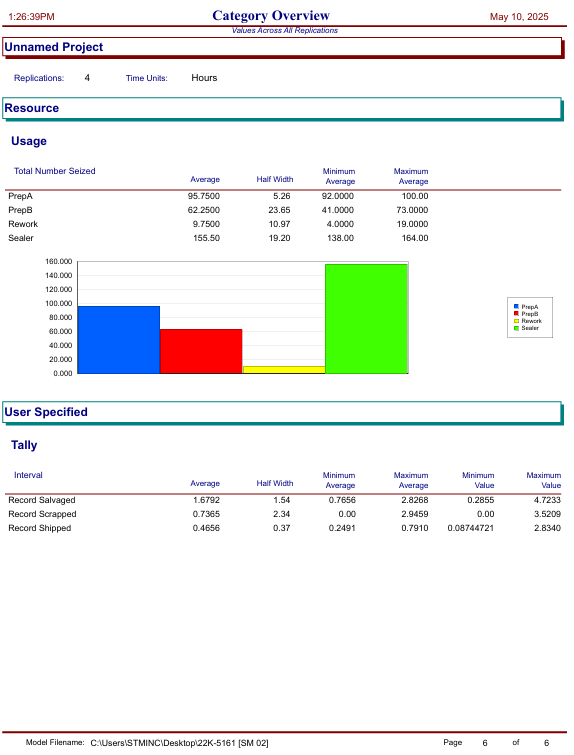 1:26:39PM Category Overview May 10, 2025
Values Across All Replications
Unnamed Project
Replications: 4 Time Units: Hours
Resource
Usage
Total Number Seized Average Half Width Minimum Average Maximum Average
PrepA 95.7500 5.26 92.0000 100.00
PrepB 62.2500 23.65 41.0000 73.0000
Rework 9.7500 10.97 4.0000 19.0000
Sealer 155.50 19.20 138.00 164.00
160.000
140.000
120.000
100.000
80.000
60.000
40.000
20.000
0.000
PrepA
PrepB
Rework
Sealer
User Specified
Tally
Interval Average Half Width Minimum Average Maximum Average Minimum Value Maximum Value
Record Salvaged 1.6792 1.54 0.7656 2.8268 0.2855 4.7233
Record Scrapped 0.7365 2.34 0.00 2.9459 0.00 3.5209
Record Shipped 0.4656 0.37 0.2491 0.7910 0.08744721 2.8340
Model Filename: C:\Users\STMINC\Desktop\22K-5161 [SM 02] Page 6 of 6